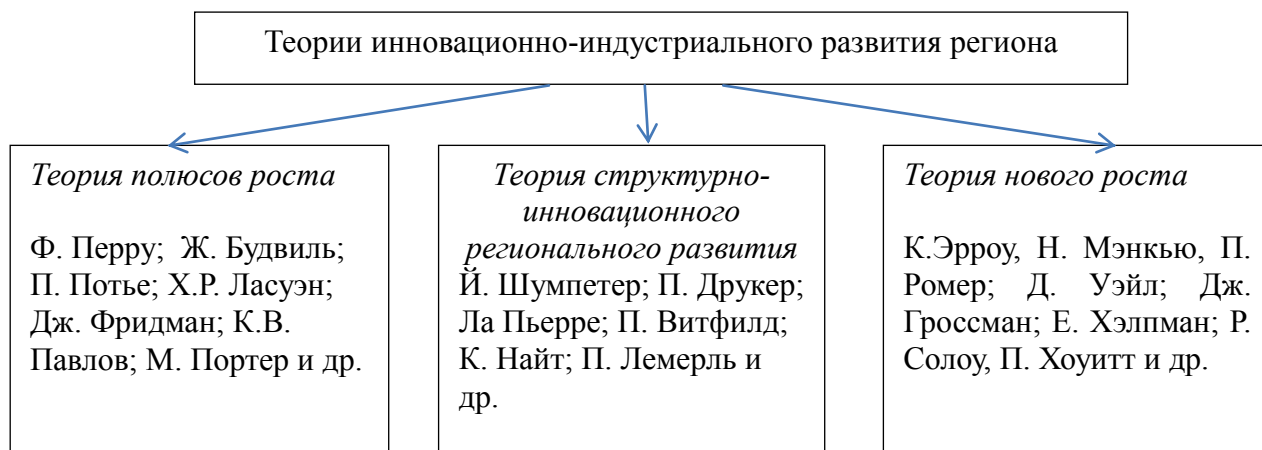 Теории инновационно-индустриального развития региона
Теория полюсов роста
Ф. Перру; Ж. Будвиль;
П. Потье; Х.Р. Ласуэн;
Дж. Фридман; К.В.
Павлов; М. Портер и др.
Теория структурно-
инновационного
регионального развития
Й. Шумпетер; П. Друкер;
Ла Пьерре; П. Витфилд;
К. Найт; П. Лемерль и
др.
Теория нового роста
К.Эрроу, Н. Мэнкью, П.
Ромер; Д. Уэйл; Дж.
Гроссман; Е. Хэлпман; Р.
Солоу, П. Хоуитт и др.